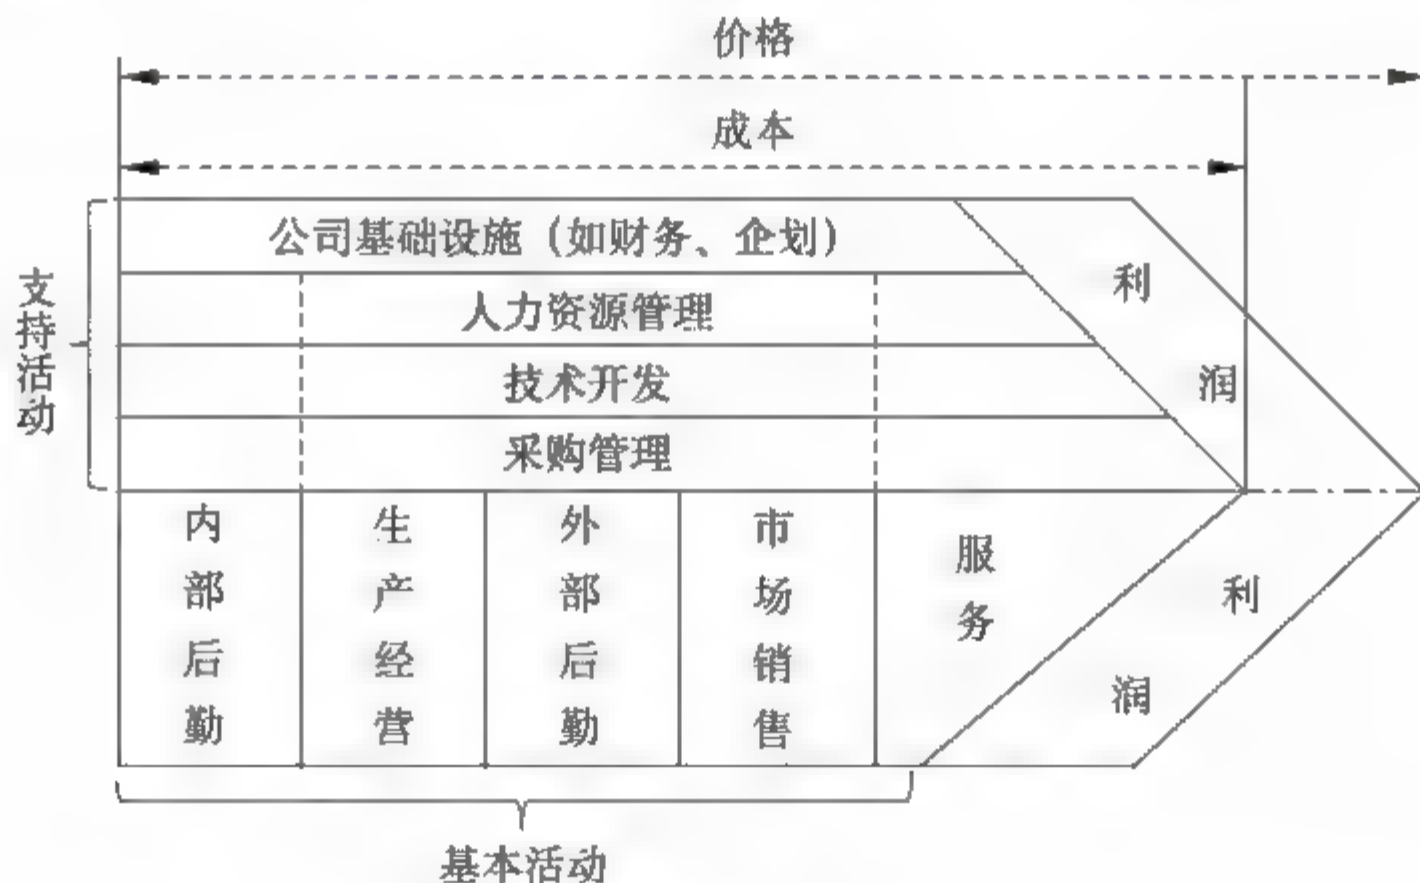 价格
成本
公司基础设施（如财务、企划）
人力资源管理
技术开发
采购管理
支持活动
利润
内部后勤
生产经营
外部后勤
市场销售
服务
利润
基本活动